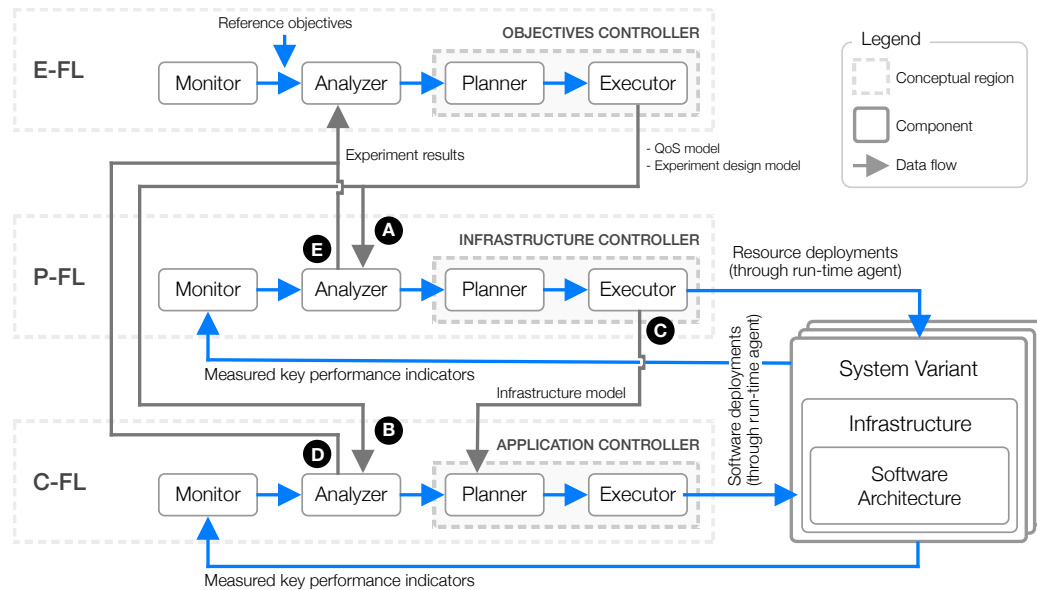 Reference objectives
OBJECTIVES CONTROLLER
E-FL
Monitor
Analyzer
Planner
Executor
Experiment results
- QoS model
- Experiment design model
Legend
Conceptual region
Component
Data flow
E
A
INFRASTRUCTURE CONTROLLER
P-FL
Monitor
Analyzer
Planner
Executor
Resource deployments
(through run-time agent)
C
Measured key performance indicators
Infrastructure model
Software deployments
(through run-time agent)
System Variant
Infrastructure
Software
Architecture
D
B
APPLICATION CONTROLLER
C-FL
Monitor
Analyzer
Planner
Executor
Measured key performance indicators